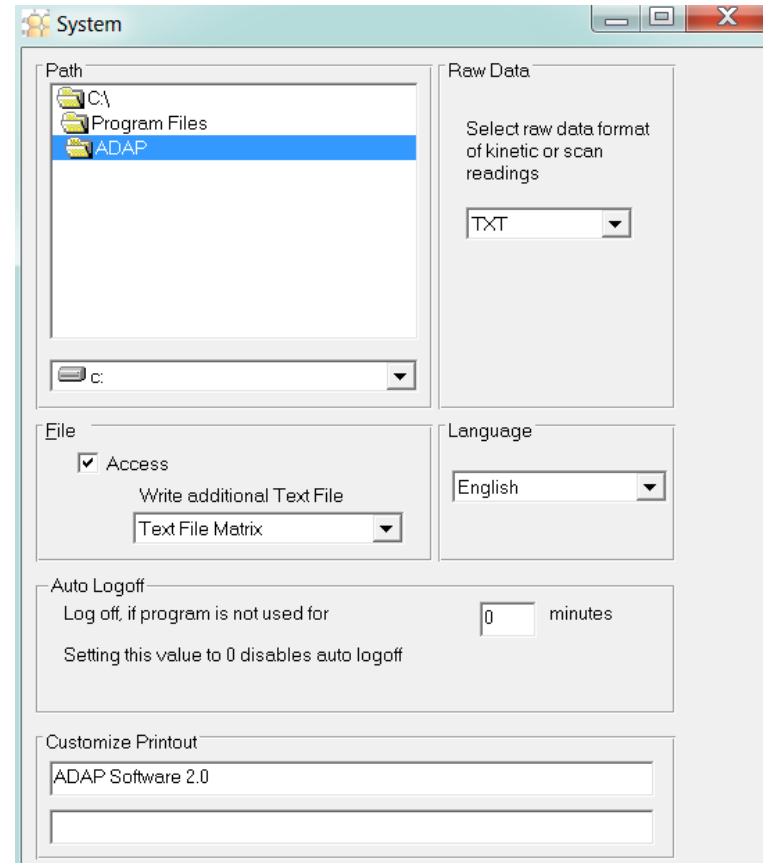 System
Path
C:\
Program Files
ADAP
c:
Raw Data
Select raw data format
of kinetic or scan
readings
TXT
File
Access
Write additional Text File
Text File Matrix
Language
English
Auto Logoff
Log off, if program is not used for 0 minutes
Setting this value to 0 disables auto logoff
Customize Printout
ADAP Software 2.0